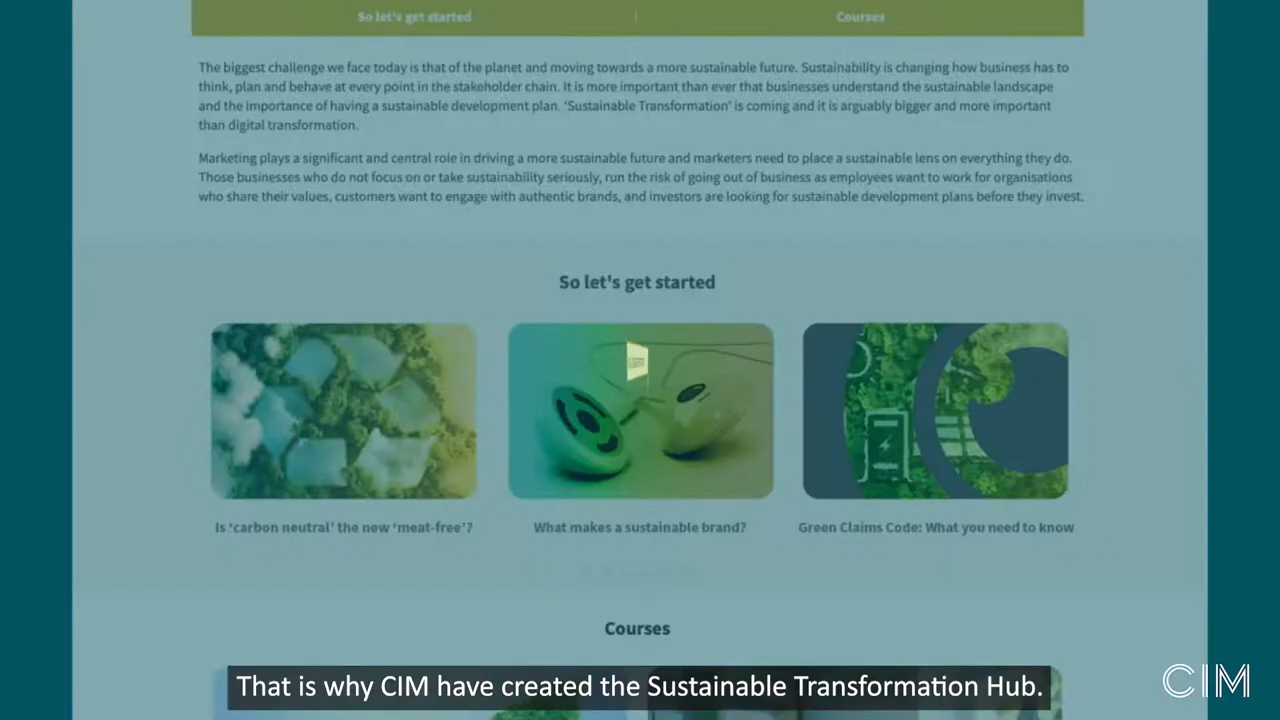 So let's get started | Courses
The biggest challenge we face today is that of the planet and moving towards a more sustainable future. Sustainability is changing how business has to
think, plan and behave at every point in the stakeholder chain. It is more important than ever that businesses understand the sustainable landscape
and the importance of having a sustainable development plan. ‘Sustainable Transformation’ is coming and it is arguably bigger and more important
than digital transformation.
Marketing plays a significant and central role in driving a more sustainable future and marketers need to place a sustainable lens on everything they do.
Those businesses who do not focus on or take sustainability seriously, run the risk of going out of business as employees want to work for organisations
who share their values, customers want to engage with authentic brands, and investors are looking for sustainable development plans before they invest.
So let's get started
Is ‘carbon neutral’ the new ‘meat-free’?
What makes a sustainable brand?
Green Claims Code: What you need to know
Courses
That is why CIM have created the Sustainable Transformation Hub.
CIM